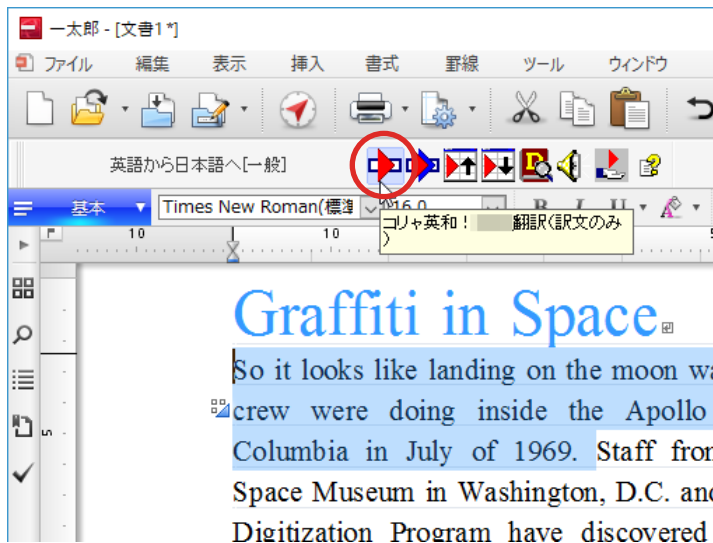 一太郎 - [文書1 *]
ファイル 編集 表示 挿入 書式 罫線 ツール ウィンドウ
英語から日本語へ[一般]
基本 Times New Roman(標準 16.0 B I U
コリャ英和! 翻訳(訳文のみ
)
10 10
Graffiti in Space
So it looks like landing on the moon wa
crew were doing inside the Apollo
Columbia in July of 1969. Staff from
5
Space Museum in Washington, D.C. and
Digitization Program have discovered